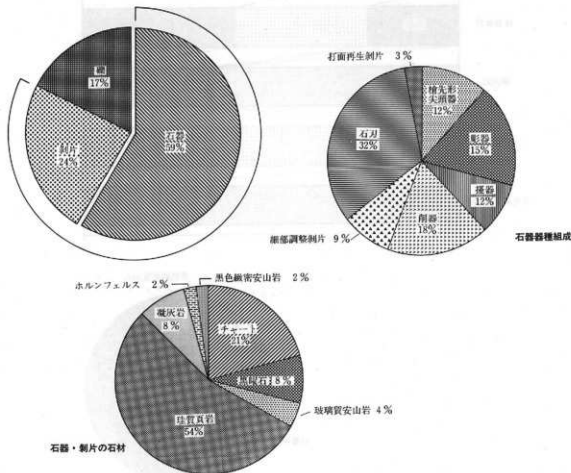 礫
17%
剥片
24%
石器
59%
打面再生剥片 3%
槍先形
尖頭器
12%
彫器
15%
掻器
12%
削器
18%
細部調整剥片 9%
石刃
32%
石器器種組成
ホルンフェルス 2%
黒色緻密安山岩 2%
凝灰岩
8%
チャート
21%
黒曜石 8%
玻璃質安山岩 4%
珪質頁岩
54%
石器・剥片の石材